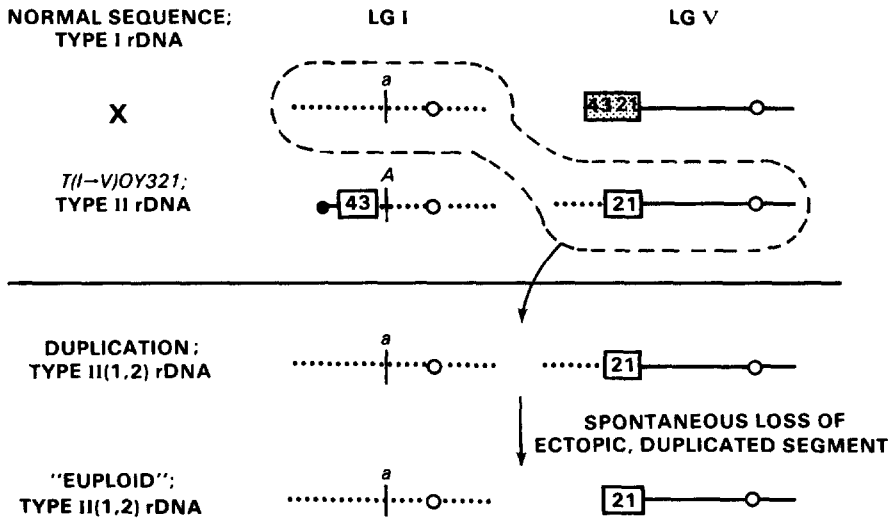 NORMAL SEQUENCE; LG I LG V
TYPE I rDNA
a
4321
X
T(I→V)OY321; A
TYPE II rDNA 43 21
DUPLICATION; a
TYPE II(1,2) rDNA 21
SPONTANEOUS LOSS OF
ECTOPIC, DUPLICATED SEGMENT
"EUPLOID"; a
TYPE II(1,2) rDNA 21